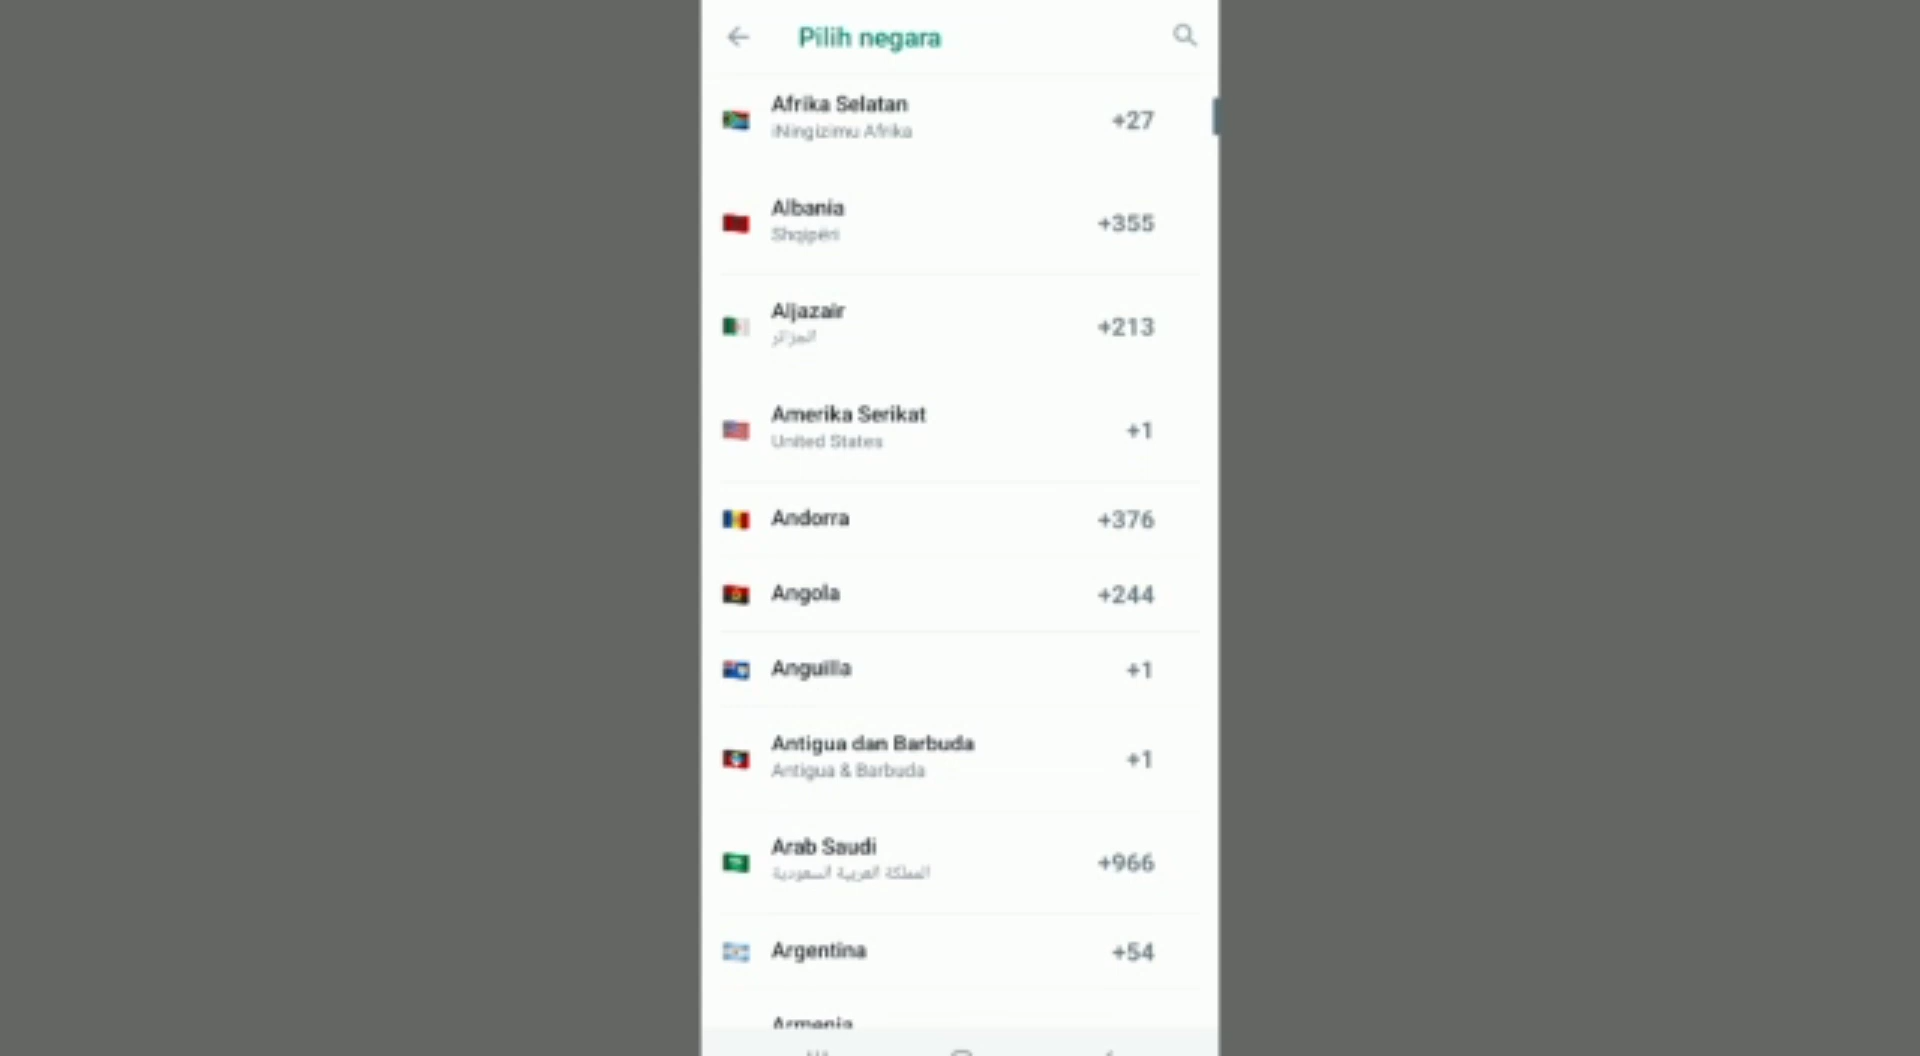 Pilih negara
Afrika Selatan
iNingizimu Afrika
+27
Albania
Shqipëri
+355
Aljazair
الجزائر
+213
Amerika Serikat
United States
+1
Andorra
+376
Angola
+244
Anguilla
+1
Antigua dan Barbuda
Antigua & Barbuda
+1
Arab Saudi
المملكة العربية السعودية
+966
Argentina
+54
Armenia